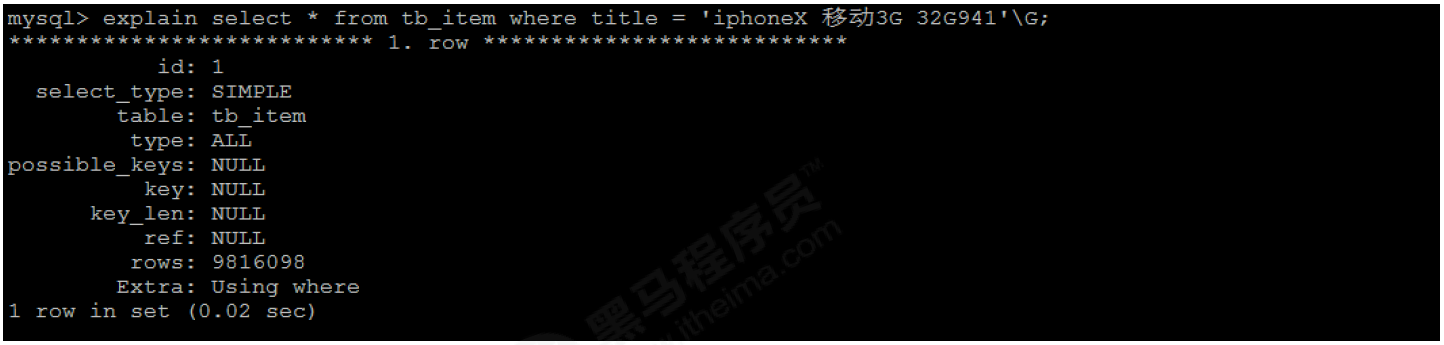 mysql> explain select * from tb_item where title = 'iphoneX 移动3G 32G941'\G;
*************************** 1. row ***************************
id: 1
select_type: SIMPLE
table: tb_item
type: ALL
possible_keys: NULL
key: NULL
key_len: NULL
ref: NULL
rows: 9816098
Extra: Using where
1 row in set (0.02 sec)
黑马程序员™
www.itheima.com